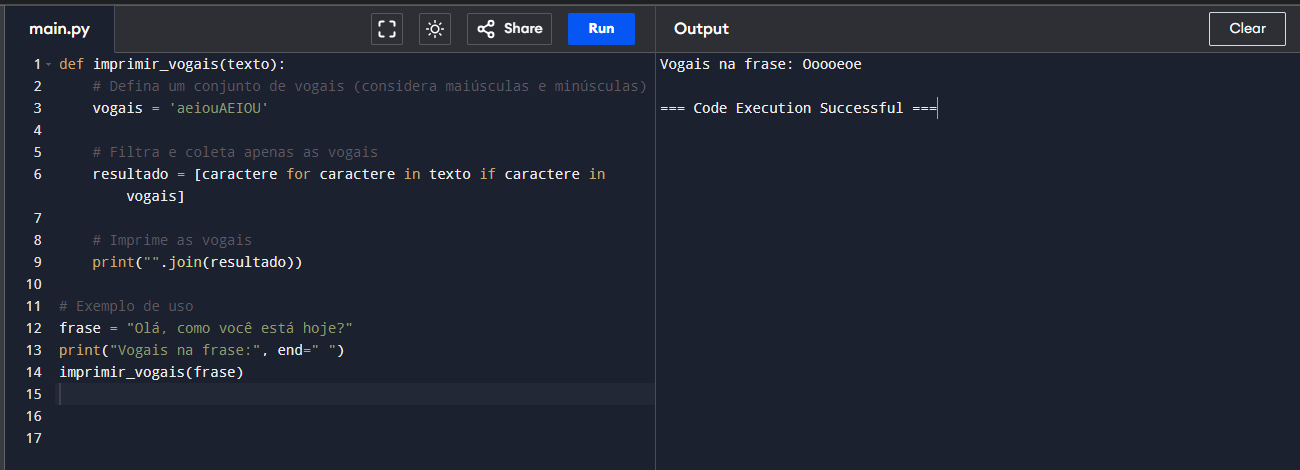 main.py
Share
Run
Output
Clear
1 def imprimir_vogais(texto):
2 # Defina um conjunto de vogais (considera maiúsculas e minúsculas)
3 vogais = 'aeiouAEIOU'
4
5 # Filtra e coleta apenas as vogais
6 resultado = [caractere for caractere in texto if caractere in
vogais]
7
8 # Imprime as vogais
9 print("".join(resultado))
10
11 # Exemplo de uso
12 frase = "Olá, como você está hoje?"
13 print("Vogais na frase:", end=" ")
14 imprimir_vogais(frase)
15
16
17
Vogais na frase: Ooooeoe
=== Code Execution Successful ===